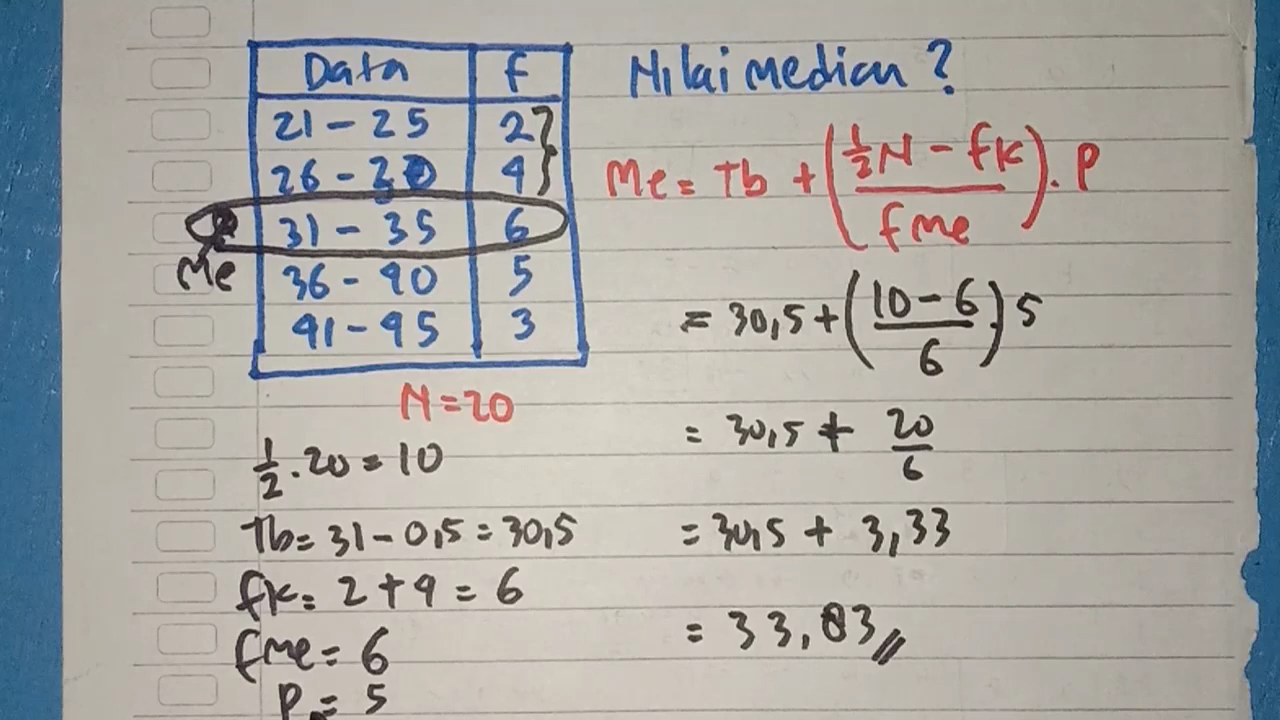 Data f
21 - 25 2
26 - 30 4
31 - 35 6
Me
36 - 40 5
41 - 45 3
N = 20
1/2 . 20 = 10
Tb = 31 - 0,5 = 30,5
fk = 2 + 4 = 6
fme = 6
P = 5
Nilai median ?
Me = Tb + (1/2 N - fk / fme) . P
= 30,5 + (10 - 6 / 6) . 5
= 30,5 + 20/6
= 30,5 + 3,33
= 33,83 //